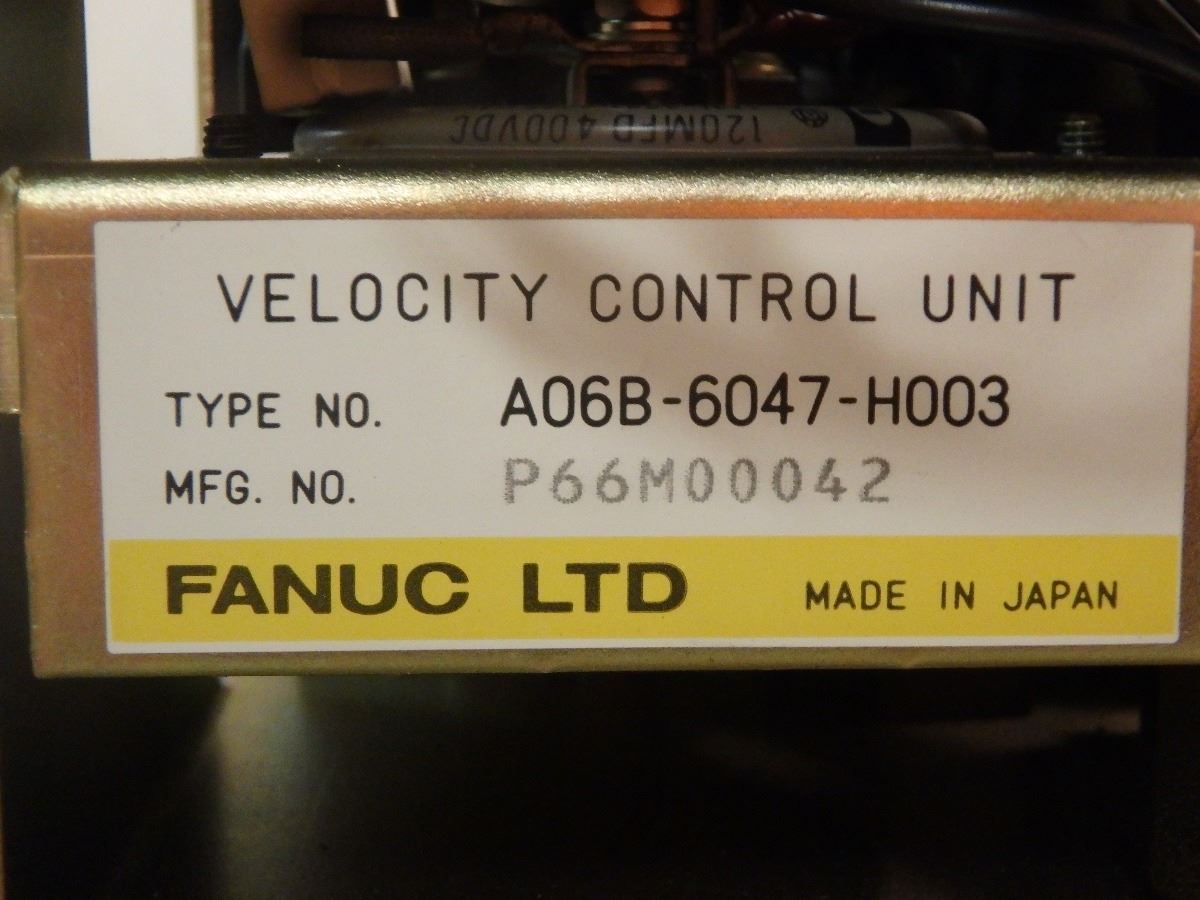 120MFD 400VDC
VELOCITY CONTROL UNIT
TYPE NO. A06B-6047-H003
MFG. NO. P66M00042
FANUC LTD MADE IN JAPAN